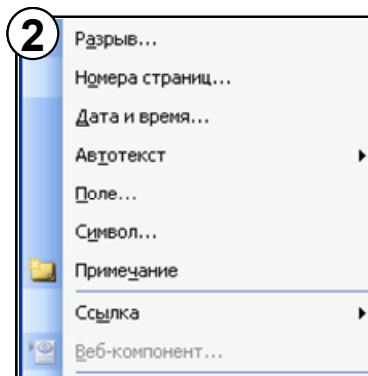 2
Разрыв...
Номера страниц...
Дата и время...
Автотекст
Поле...
Символ...
Примечание
Ссылка
Веб-компонент...